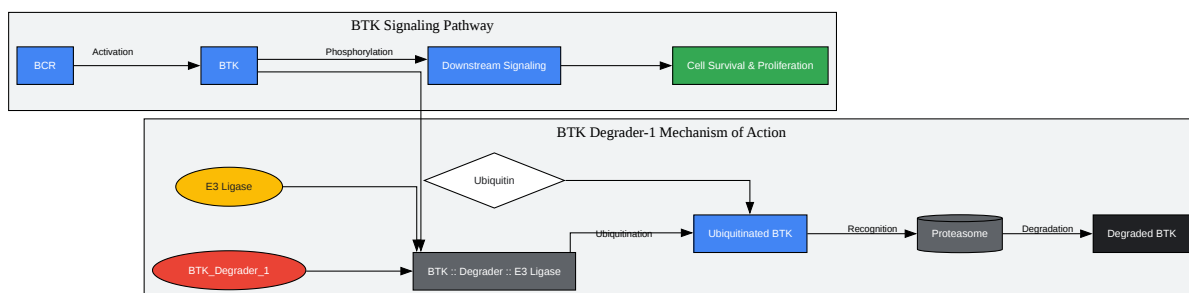 BTK Signaling Pathway
BCR
Activation
BTK
Phosphorylation
Downstream Signaling
Cell Survival & Proliferation
BTK Degrader-1 Mechanism of Action
E3 Ligase
Ubiquitin
BTK_Degrader_1
BTK :: Degrader :: E3 Ligase
Ubiquitination
Ubiquitinated BTK
Recognition
Proteasome
Degradation
Degraded BTK